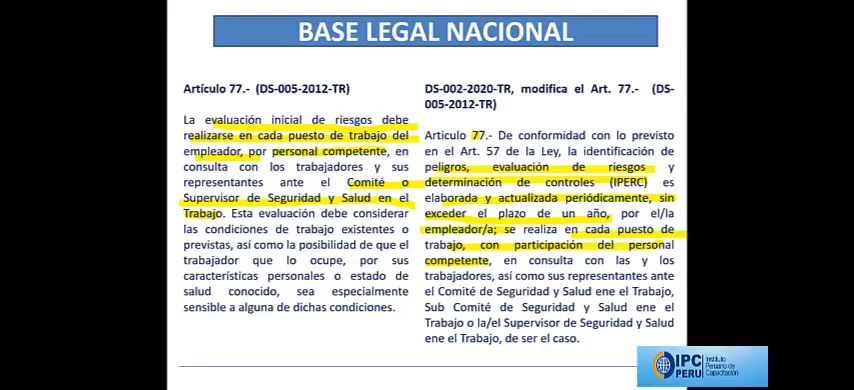 BASE LEGAL NACIONAL
Artículo 77.- (DS-005-2012-TR)
La evaluación inicial de riesgos debe
realizarse en cada puesto de trabajo del
empleador, por personal competente, en
consulta con los trabajadores y sus
representantes ante el Comité o
Supervisor de Seguridad y Salud en el
Trabajo. Esta evaluación debe considerar
las condiciones de trabajo existentes o
previstas, así como la posibilidad de que el
trabajador que lo ocupe, por sus
características personales o estado de
salud conocido, sea especialmente
sensible a alguna de dichas condiciones.
DS-002-2020-TR, modifica el Art. 77.- (DS-
005-2012-TR)
Articulo 77.- De conformidad con lo previsto
en el Art. 57 de la Ley, la identificación de
peligros, evaluación de riesgos y
determinación de controles (IPERC) es
elaborada y actualizada periódicamente, sin
exceder el plazo de un año, por el/la
empleador/a; se realiza en cada puesto de
trabajo, con participación del personal
competente, en consulta con las y los
trabajadores, así como sus representantes ante
el Comité de Seguridad y Salud ene el Trabajo,
Sub Comité de Seguridad y Salud ene el
Trabajo o la/el Supervisor de Seguridad y Salud
ene el Trabajo, de ser el caso.
IPC
PERU
Instituto
Peruano de
Capacitación